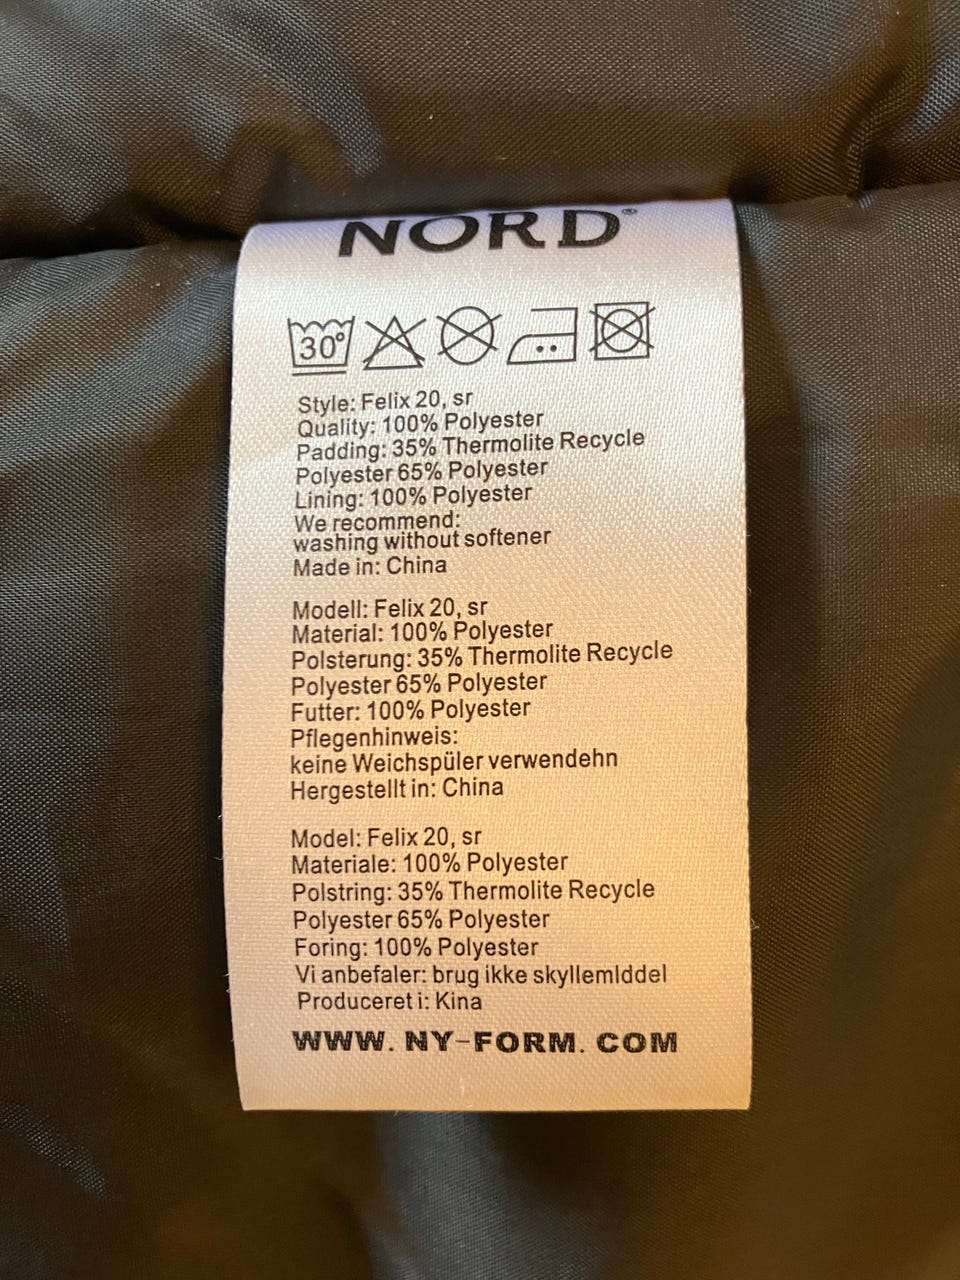 NORD®
30°
Style: Felix 20, sr
Quality: 100% Polyester
Padding: 35% Thermolite Recycle
Polyester 65% Polyester
Lining: 100% Polyester
We recommend:
washing without softener
Made in: China
Modell: Felix 20, sr
Material: 100% Polyester
Polsterung: 35% Thermolite Recycle
Polyester 65% Polyester
Futter: 100% Polyester
Pflegenhinweis:
keine Weichspüler verwendehn
Hergestellt in: China
Model: Felix 20, sr
Materiale: 100% Polyester
Polstring: 35% Thermolite Recycle
Polyester 65% Polyester
Foring: 100% Polyester
Vi anbefaler: brug ikke skyllemlddel
Produceret i: Kina
WWW. NY-FORM. COM